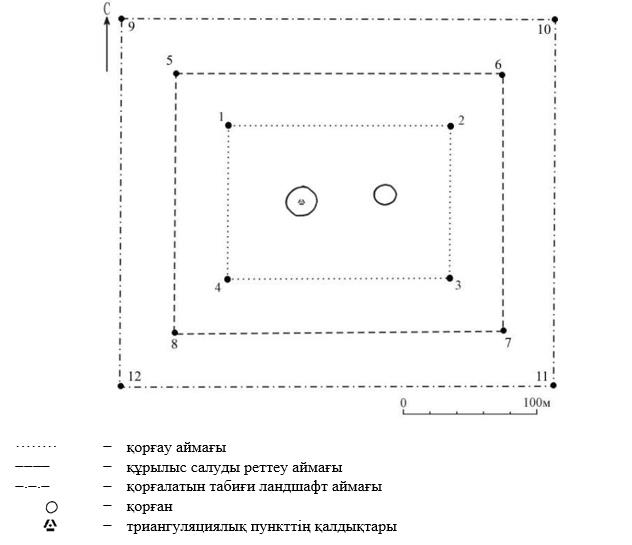 С
9
10
5
6
1
2
4
3
8
7
12
11
0
100м
– қорғау аймағы
– құрылыс салуды реттеу аймағы
– қорғалатын табиғи ландшафт аймағы
– қорған
– триангуляциялық пункттің қалдықтары